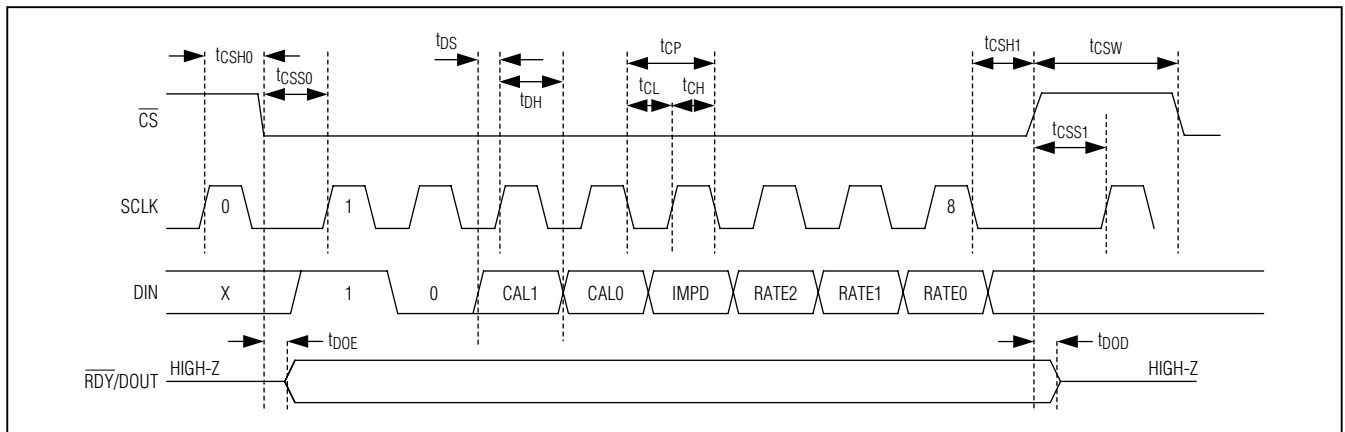 tCSH0
tCSS0
tDS
tDH
tCP
tCL
tCH
tCSH1
tCSW
tCSS1
CS
SCLK
0
1
8
DIN
X
1
0
CAL1
CAL0
IMPD
RATE2
RATE1
RATE0
tDOE
tDOD
RDY/DOUT
HIGH-Z
HIGH-Z